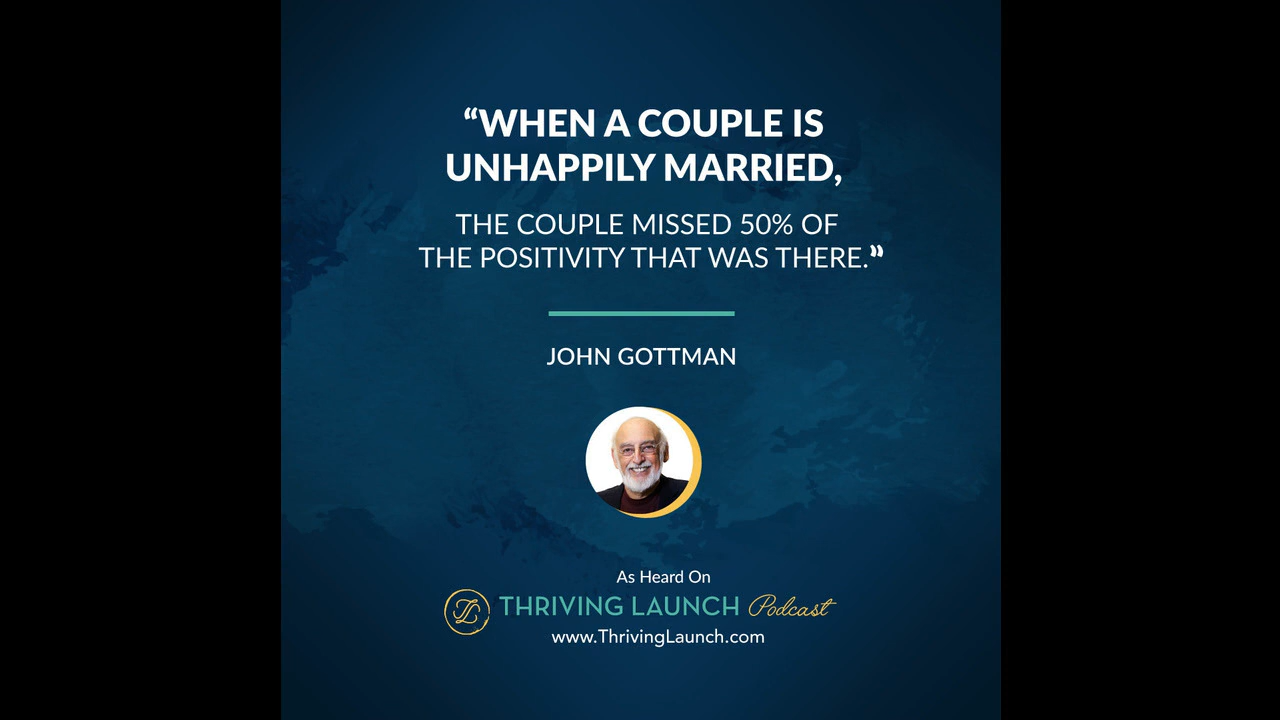 “WHEN A COUPLE IS
UNHAPPILY MARRIED,
THE COUPLE MISSED 50% OF
THE POSITIVITY THAT WAS THERE.”
JOHN GOTTMAN
As Heard On
TL THRIVING LAUNCH Podcast
www.ThrivingLaunch.com